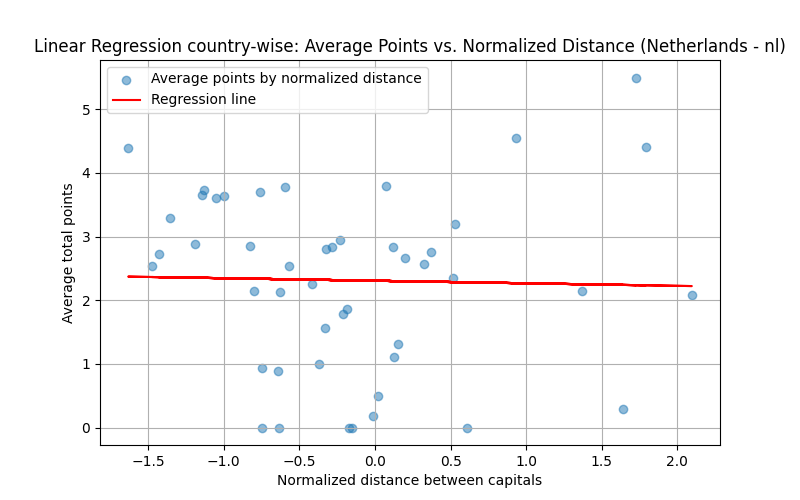 Linear Regression country-wise: Average Points vs. Normalized Distance (Netherlands - nl)
Average points by normalized distance
Regression line
Average total points
5
4
3
2
1
0
−1.5
−1.0
−0.5
0.0
0.5
1.0
1.5
2.0
Normalized distance between capitals